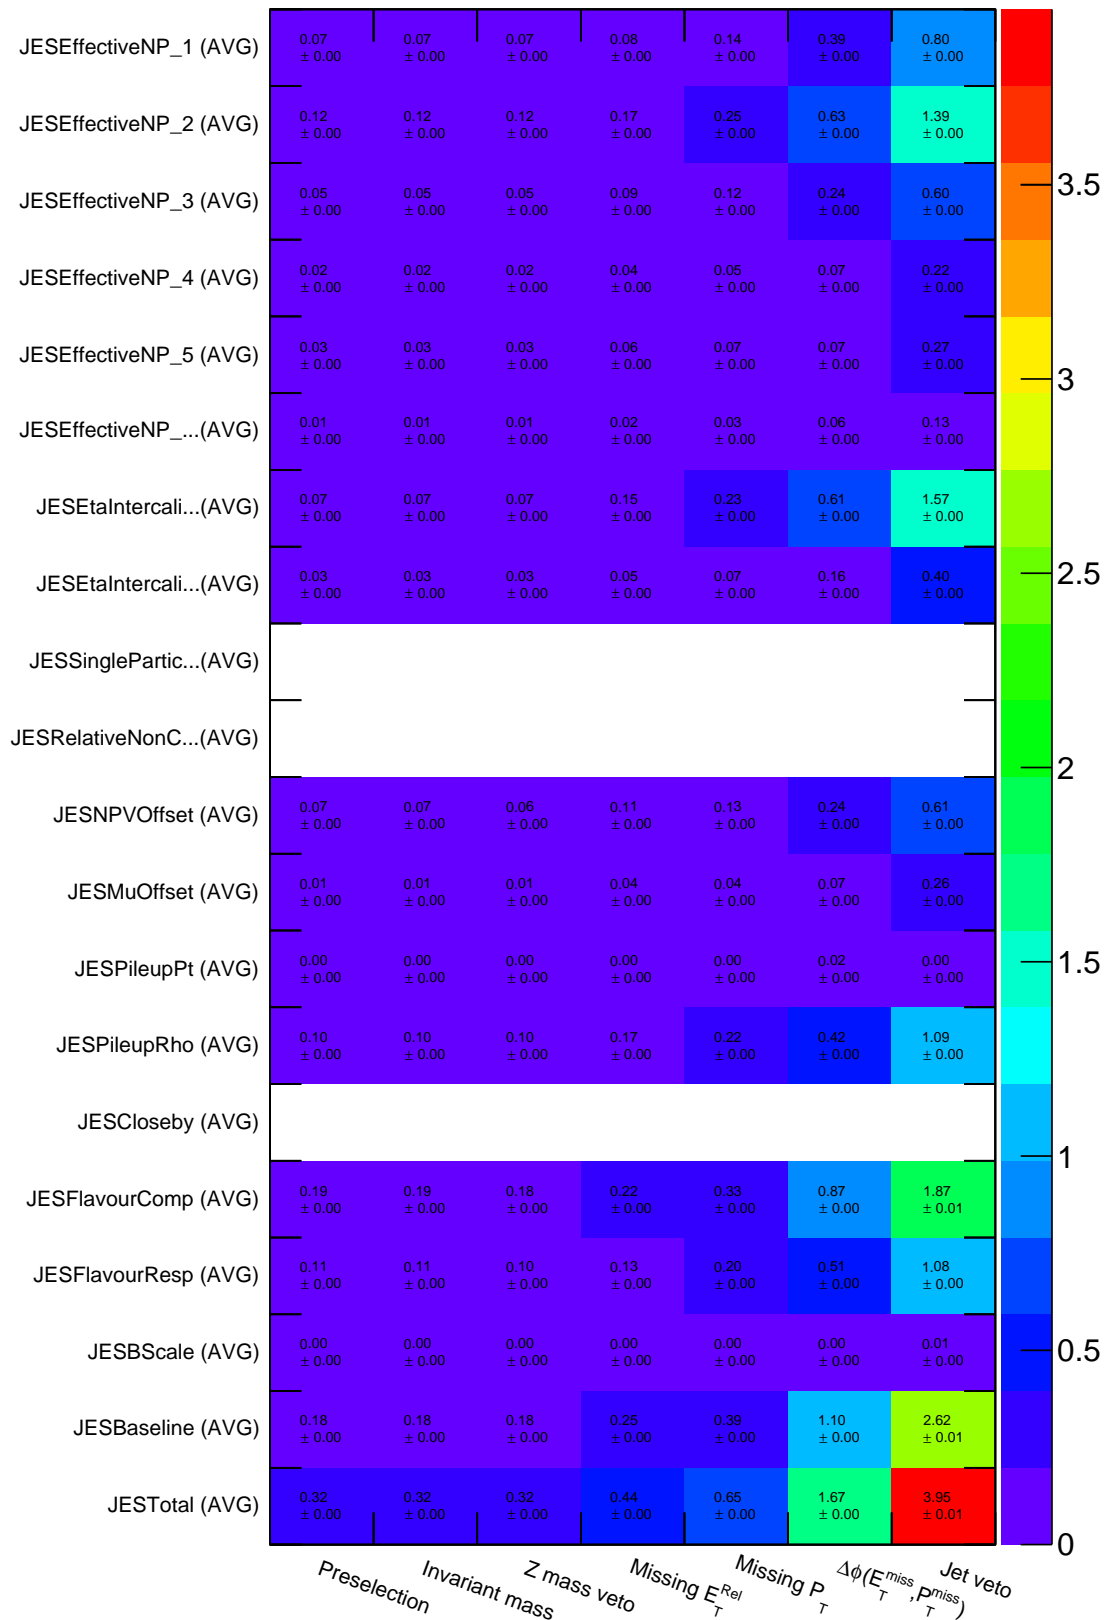 JESEffectiveNP_1 (AVG) 0.07 ± 0.00 0.07 ± 0.00 0.07 ± 0.00 0.08 ± 0.00 0.14 ± 0.00 0.39 ± 0.00 0.80 ± 0.00
JESEffectiveNP_2 (AVG) 0.12 ± 0.00 0.12 ± 0.00 0.12 ± 0.00 0.17 ± 0.00 0.25 ± 0.00 0.63 ± 0.00 1.39 ± 0.00
JESEffectiveNP_3 (AVG) 0.05 ± 0.00 0.05 ± 0.00 0.05 ± 0.00 0.09 ± 0.00 0.12 ± 0.00 0.24 ± 0.00 0.60 ± 0.00
3.5
JESEffectiveNP_4 (AVG) 0.02 ± 0.00 0.02 ± 0.00 0.02 ± 0.00 0.04 ± 0.00 0.05 ± 0.00 0.07 ± 0.00 0.22 ± 0.00
JESEffectiveNP_5 (AVG) 0.03 ± 0.00 0.03 ± 0.00 0.03 ± 0.00 0.06 ± 0.00 0.07 ± 0.00 0.07 ± 0.00 0.27 ± 0.00
3
JESEffectiveNP_...(AVG) 0.01 ± 0.00 0.01 ± 0.00 0.01 ± 0.00 0.02 ± 0.00 0.03 ± 0.00 0.06 ± 0.00 0.13 ± 0.00
JESEtaIntercali...(AVG) 0.07 ± 0.00 0.07 ± 0.00 0.07 ± 0.00 0.15 ± 0.00 0.23 ± 0.00 0.61 ± 0.00 1.57 ± 0.00
2.5
JESEtaIntercali...(AVG) 0.03 ± 0.00 0.03 ± 0.00 0.03 ± 0.00 0.05 ± 0.00 0.07 ± 0.00 0.16 ± 0.00 0.40 ± 0.00
JESSinglePartic...(AVG)
JESRelativeNonC...(AVG)
2
JESNPVOffset (AVG) 0.07 ± 0.00 0.07 ± 0.00 0.06 ± 0.00 0.11 ± 0.00 0.13 ± 0.00 0.24 ± 0.00 0.61 ± 0.00
JESMuOffset (AVG) 0.01 ± 0.00 0.01 ± 0.00 0.01 ± 0.00 0.04 ± 0.00 0.04 ± 0.00 0.07 ± 0.00 0.26 ± 0.00
JESPileupPt (AVG) 0.00 ± 0.00 0.00 ± 0.00 0.00 ± 0.00 0.00 ± 0.00 0.00 ± 0.00 0.02 ± 0.00 0.00 ± 0.00
1.5
JESPileupRho (AVG) 0.10 ± 0.00 0.10 ± 0.00 0.10 ± 0.00 0.17 ± 0.00 0.22 ± 0.00 0.42 ± 0.00 1.09 ± 0.00
JESCloseby (AVG)
1
JESFlavourComp (AVG) 0.19 ± 0.00 0.19 ± 0.00 0.18 ± 0.00 0.22 ± 0.00 0.33 ± 0.00 0.87 ± 0.00 1.87 ± 0.01
JESFlavourResp (AVG) 0.11 ± 0.00 0.11 ± 0.00 0.10 ± 0.00 0.13 ± 0.00 0.20 ± 0.00 0.51 ± 0.00 1.08 ± 0.00
JESBScale (AVG) 0.00 ± 0.00 0.00 ± 0.00 0.00 ± 0.00 0.00 ± 0.00 0.00 ± 0.00 0.00 ± 0.00 0.01 ± 0.00
0.5
JESBaseline (AVG) 0.18 ± 0.00 0.18 ± 0.00 0.18 ± 0.00 0.25 ± 0.00 0.39 ± 0.00 1.10 ± 0.00 2.62 ± 0.01
JESTotal (AVG) 0.32 ± 0.00 0.32 ± 0.00 0.32 ± 0.00 0.44 ± 0.00 0.65 ± 0.00 1.67 ± 0.00 3.95 ± 0.01
0
Preselection
Invariant mass
Z mass veto
Missing E_T^Rel
Missing P_T
Δϕ(E_T^miss,P_T^miss)
Jet veto